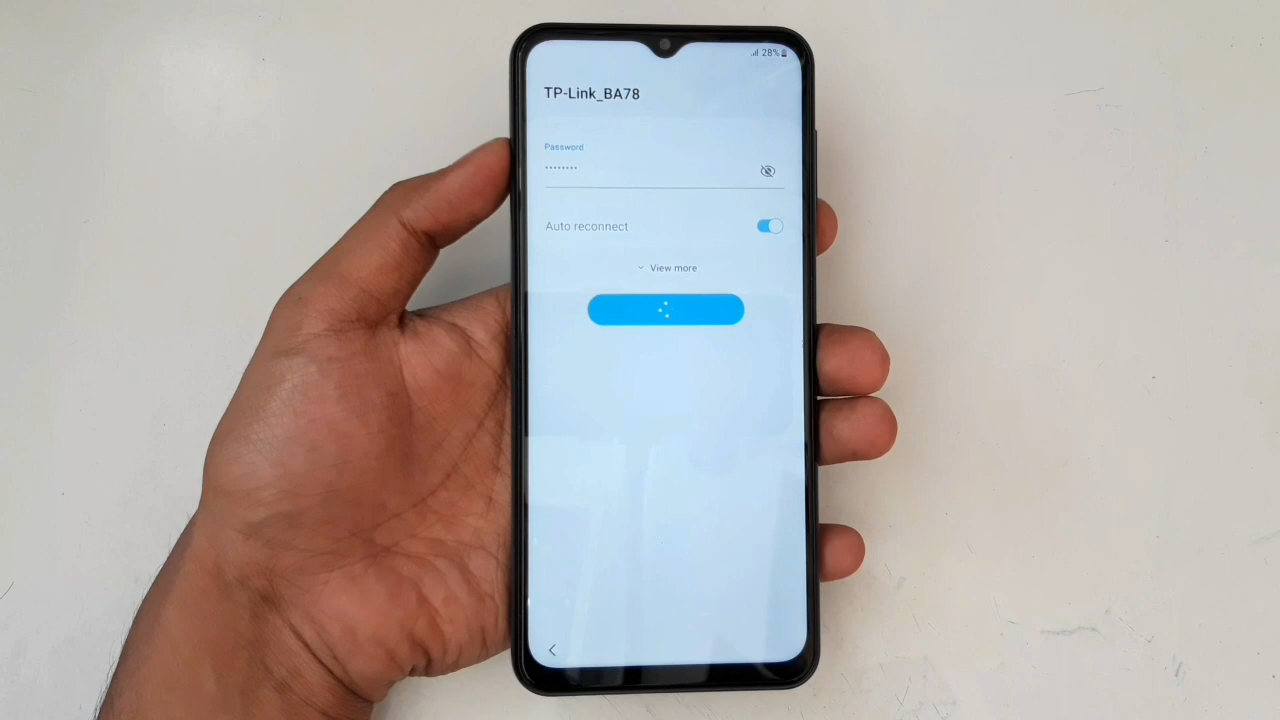 28%
TP-Link_BA78
Password
........
Auto reconnect
View more